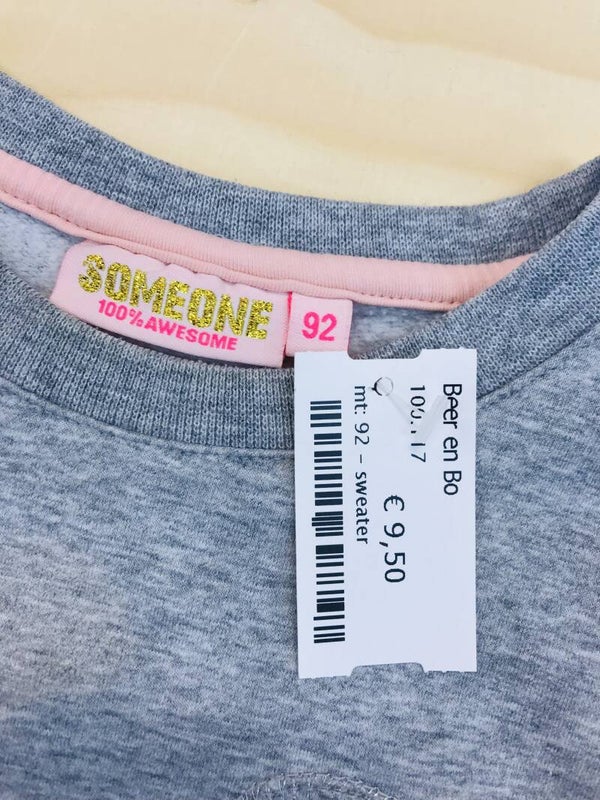 SOMEONE
100% AWESOME
92
Beer en Bo
€ 9,50
mt: 92 - sweater